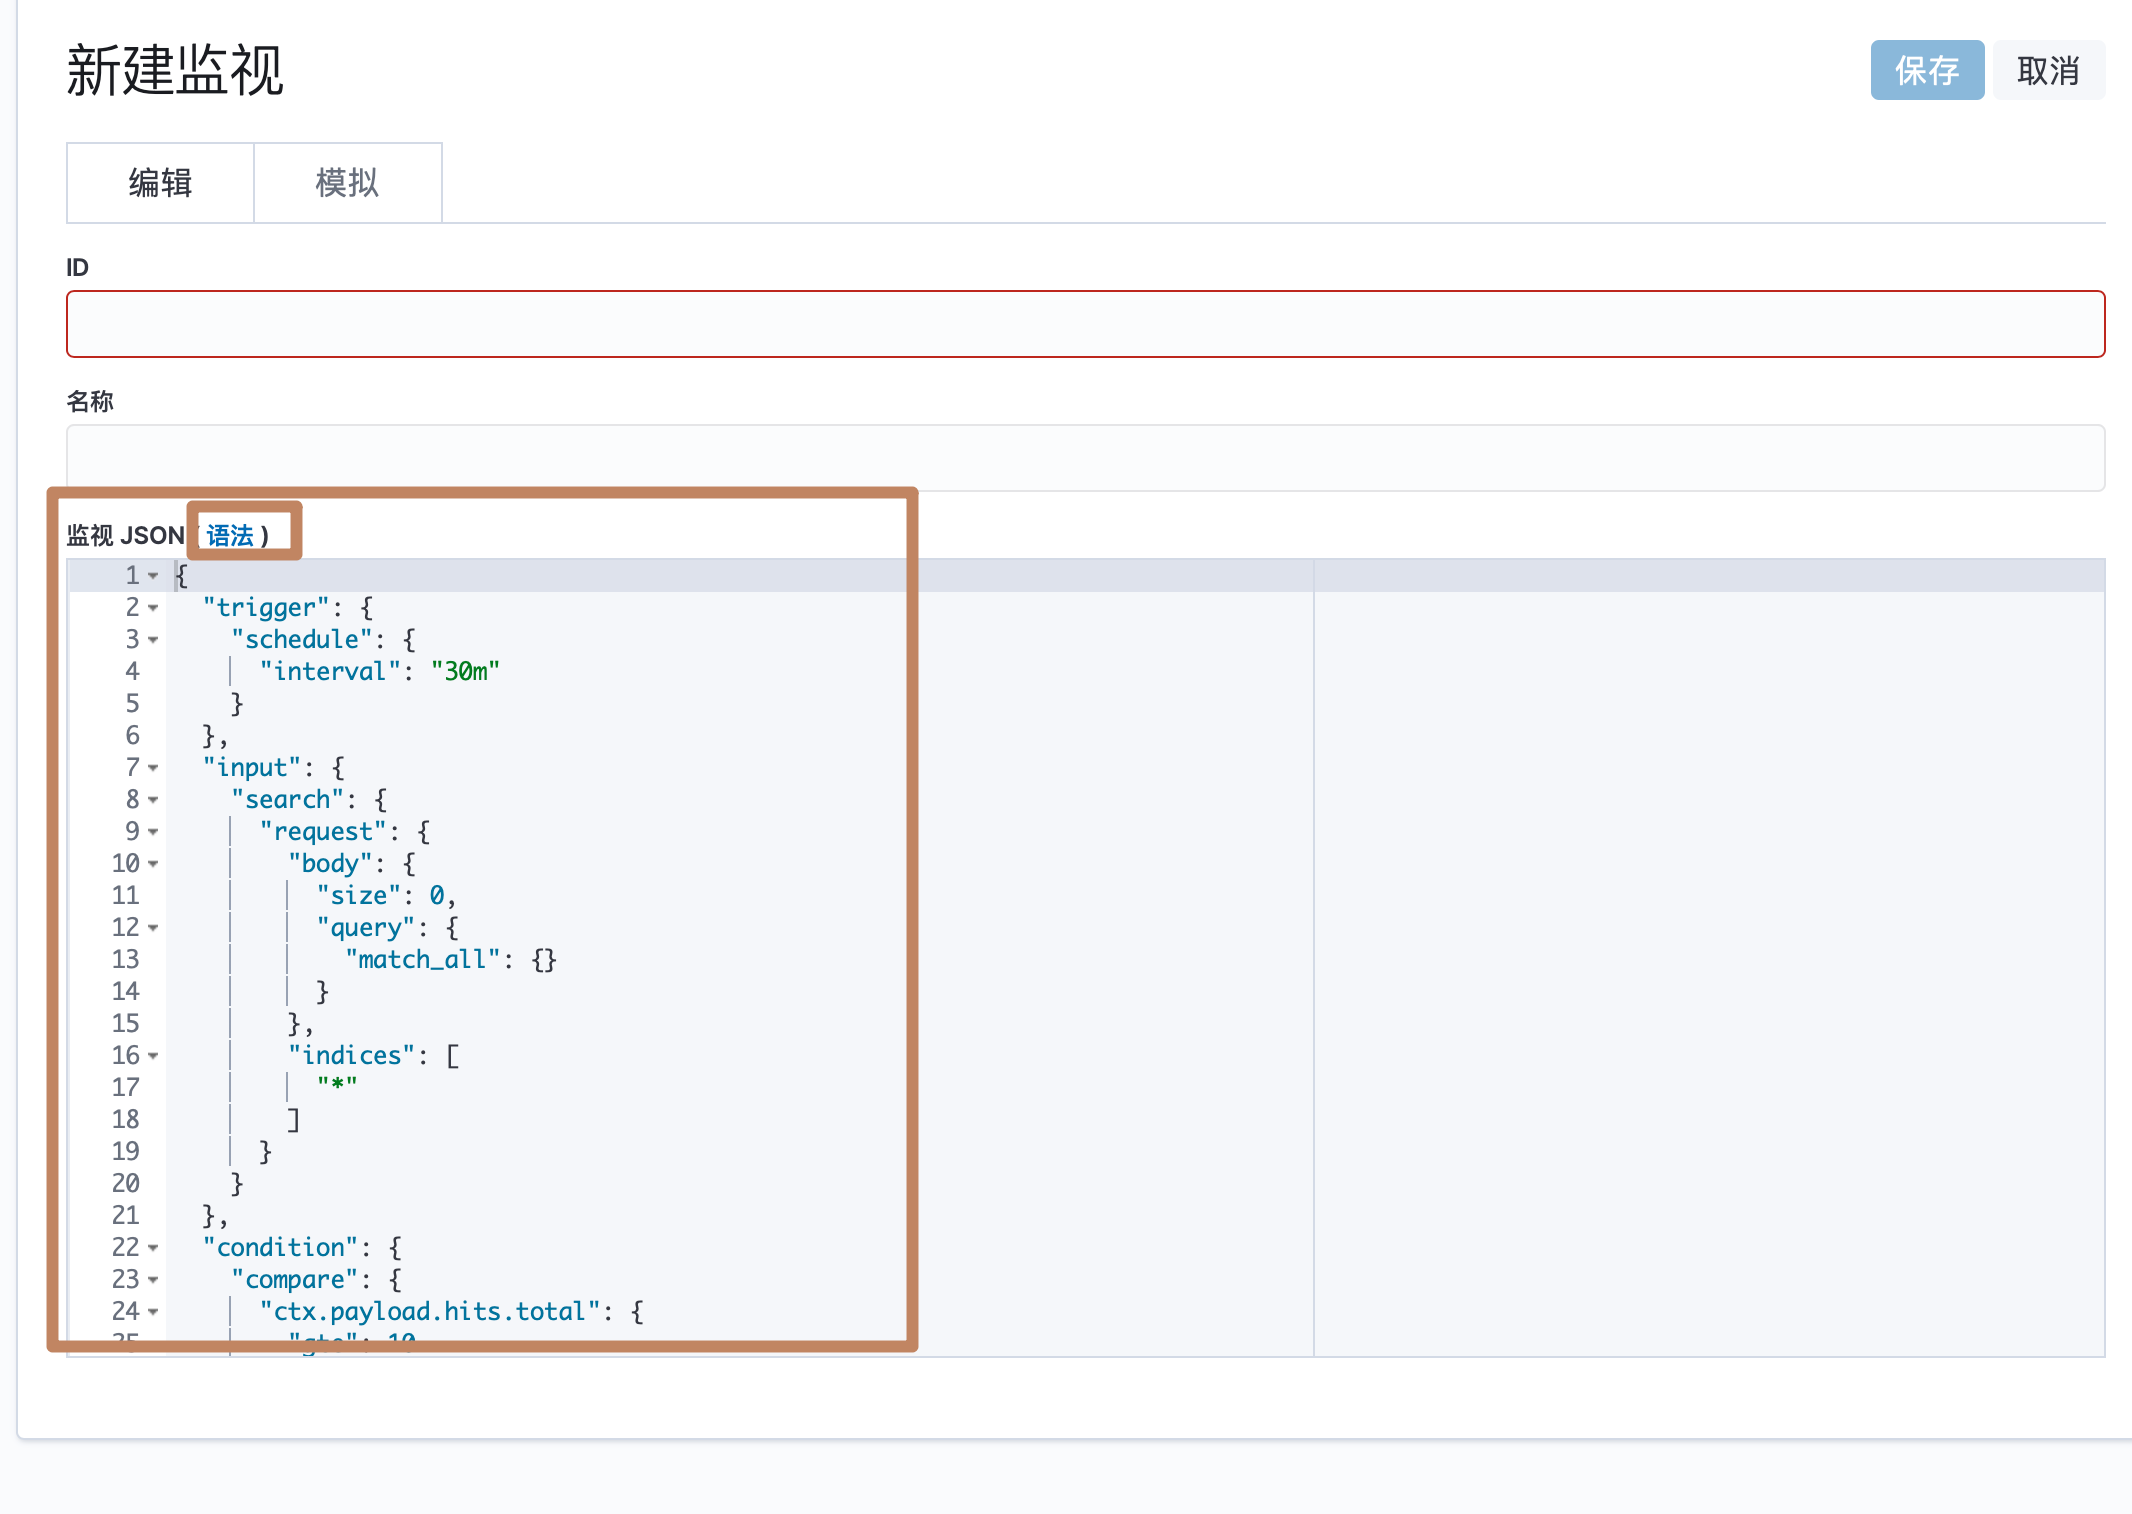 新建监视
保存
取消
编辑
模拟
ID
名称
监视 JSON ( 语法 )
1 {
2 "trigger": {
3 "schedule": {
4 "interval": "30m"
5 }
6 },
7 "input": {
8 "search": {
9 "request": {
10 "body": {
11 "size": 0,
12 "query": {
13 "match_all": {}
14 }
15 },
16 "indices": [
17 "*"
18 ]
19 }
20 }
21 },
22 "condition": {
23 "compare": {
24 "ctx.payload.hits.total": {
25 "gte": 10